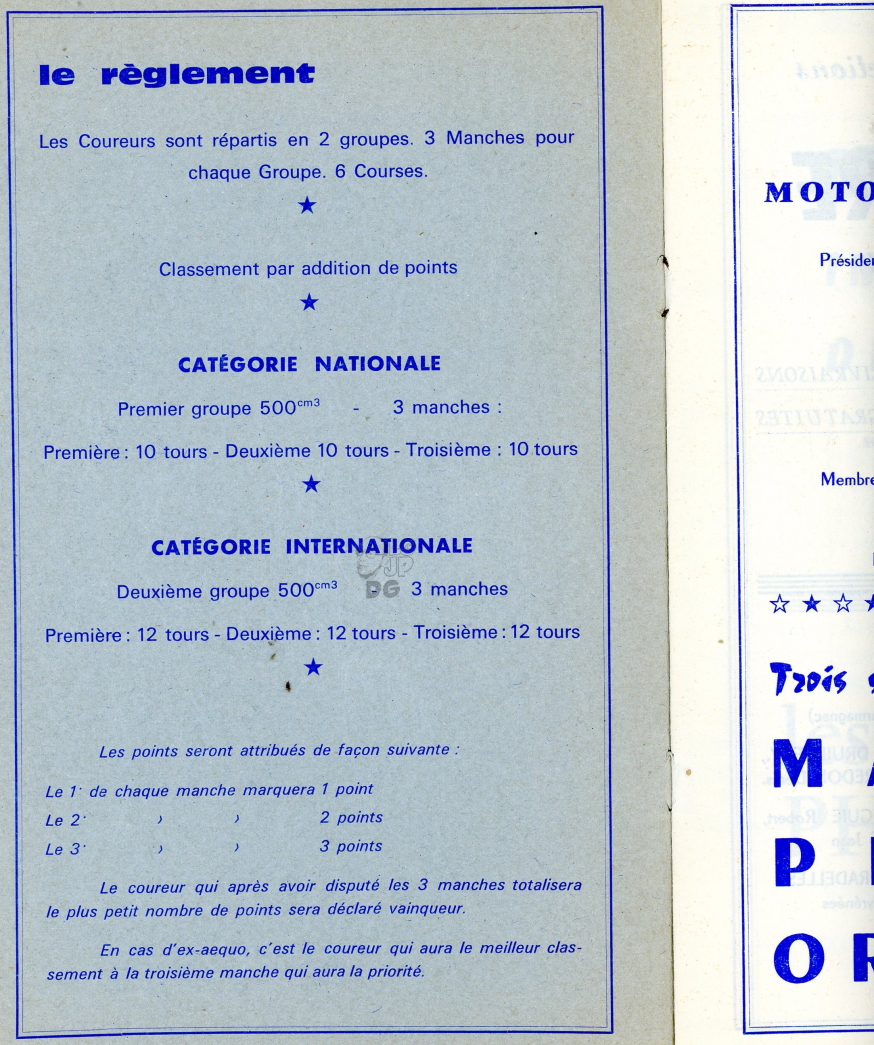 le règlement
Les Coureurs sont répartis en 2 groupes. 3 Manches pour
chaque Groupe. 6 Courses.
★
Classement par addition de points
★
CATÉGORIE NATIONALE
Premier groupe 500cm3 - 3 manches :
Première : 10 tours - Deuxième 10 tours - Troisième : 10 tours
★
CATÉGORIE INTERNATIONALE
Deuxième groupe 500cm3 - 3 manches
JP
DG
Première : 12 tours - Deuxième : 12 tours - Troisième : 12 tours
★
Les points seront attribués de façon suivante :
Le 1· de chaque manche marquera 1 point
Le 2· › › 2 points
Le 3· › › 3 points
Le coureur qui après avoir disputé les 3 manches totalisera
le plus petit nombre de points sera déclaré vainqueur.
En cas d'ex-aequo, c'est le coureur qui aura le meilleur clas-
sement à la troisième manche qui aura la priorité.
MOTO
Présider
Membre
☆ ★ ☆
Trois
M A
P
O R